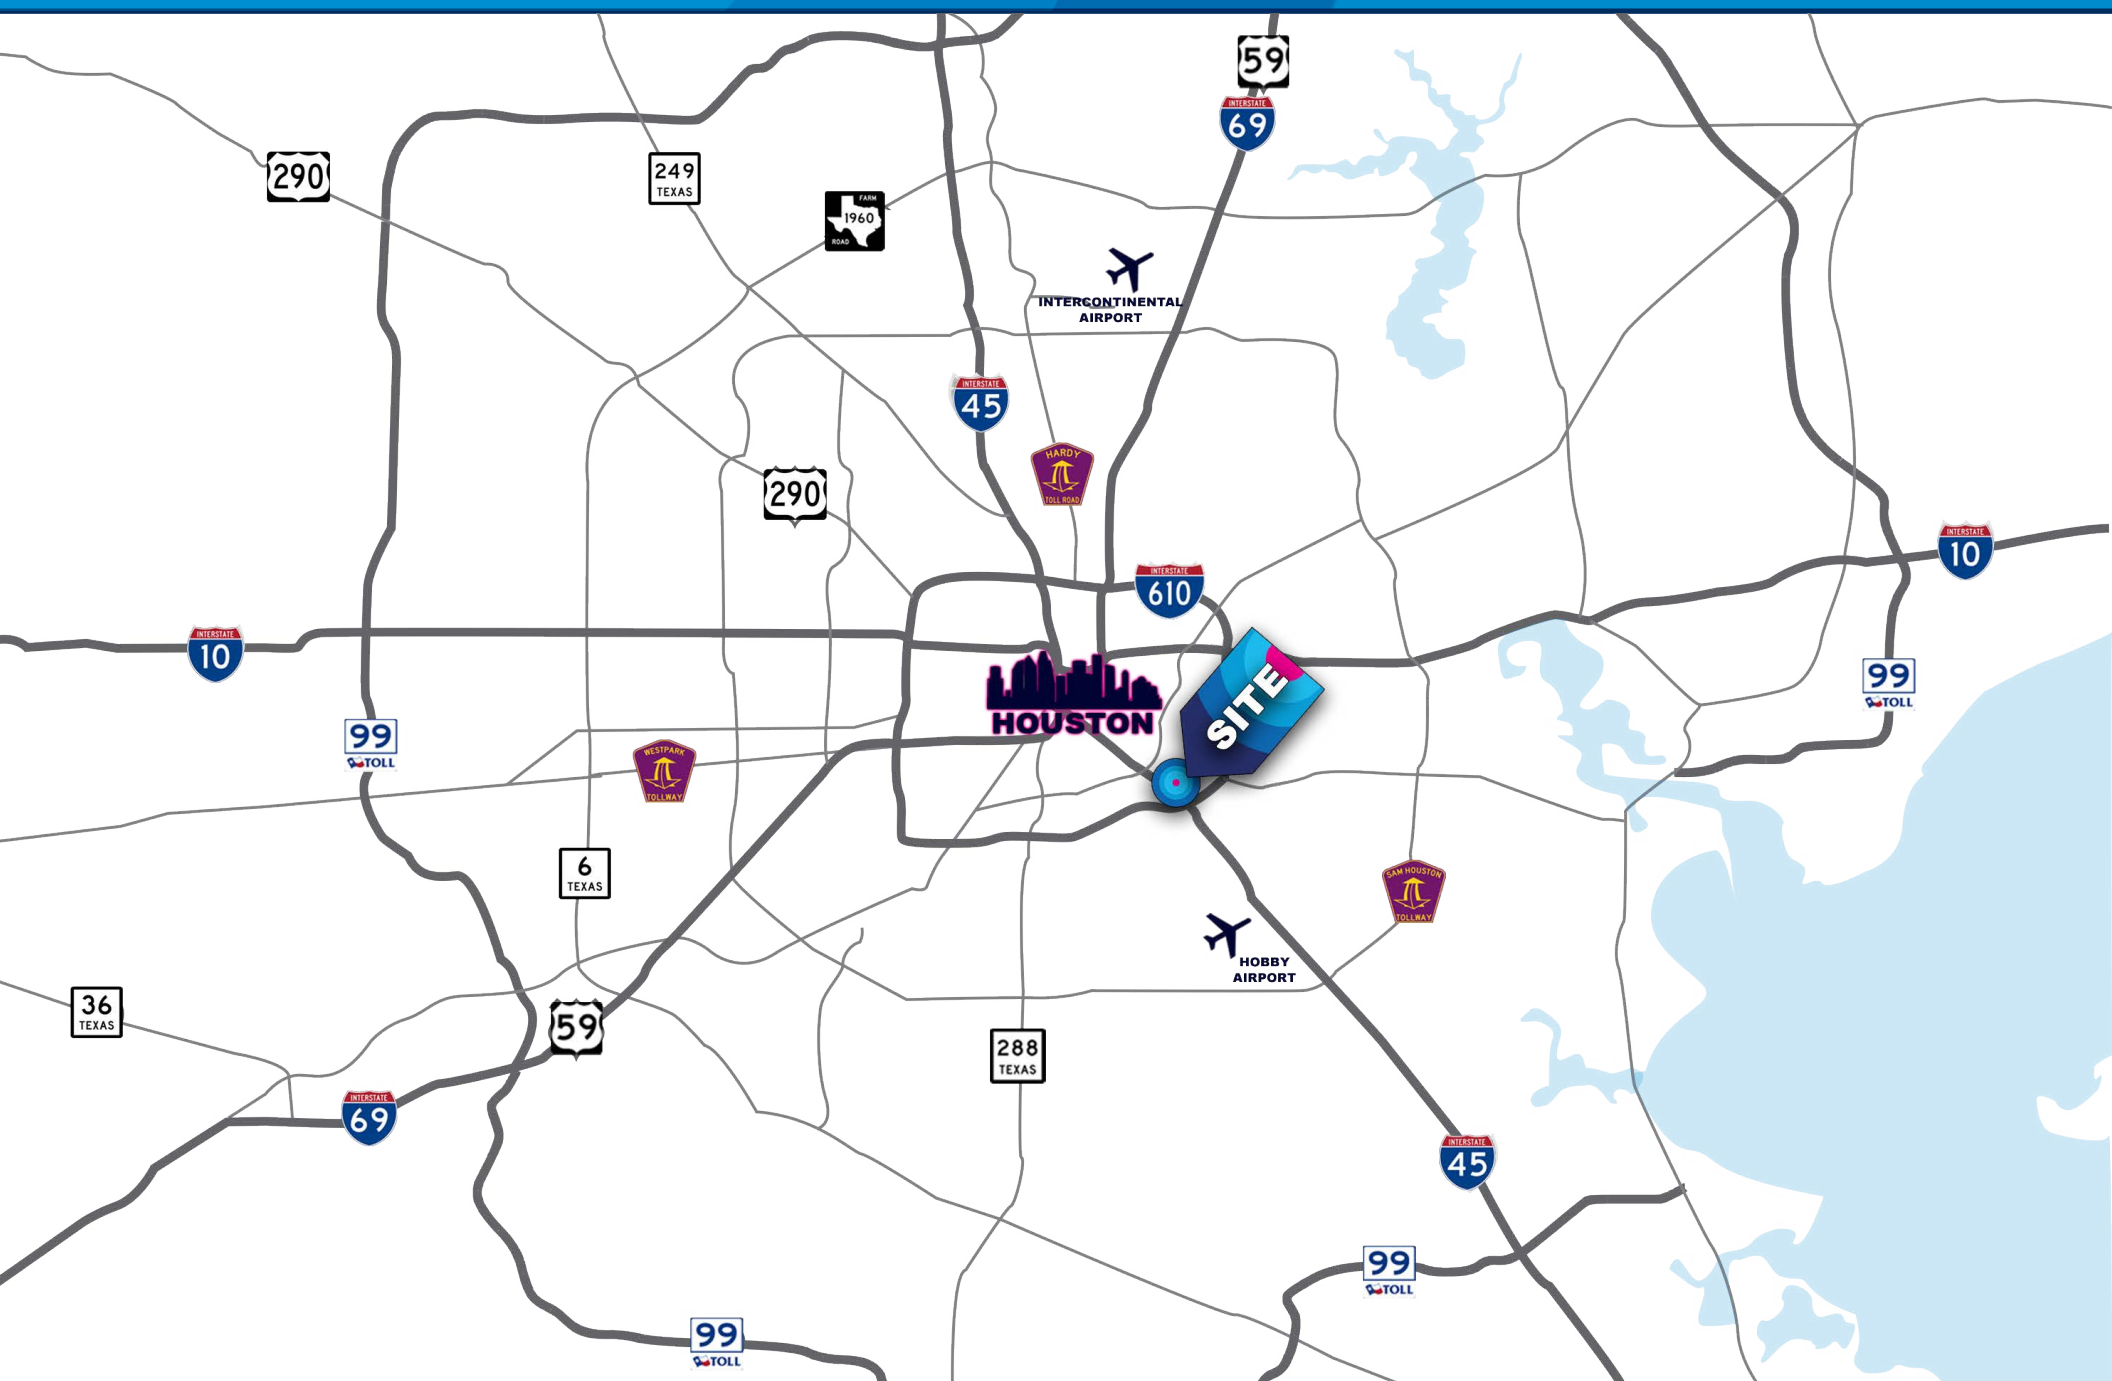 59
INTERSTATE
69
290
249
TEXAS
FARM
1960
ROAD
INTERCONTINENTAL
AIRPORT
INTERSTATE
45
HARDY
TOLL ROAD
290
INTERSTATE
10
INTERSTATE
610
INTERSTATE
10
SITE
99
TOLL
HOUSTON
99
TOLL
WESTPARK
TOLLWAY
6
TEXAS
SAM HOUSTON
TOLLWAY
HOBBY
AIRPORT
36
TEXAS
59
288
TEXAS
INTERSTATE
69
INTERSTATE
45
99
TOLL
99
TOLL